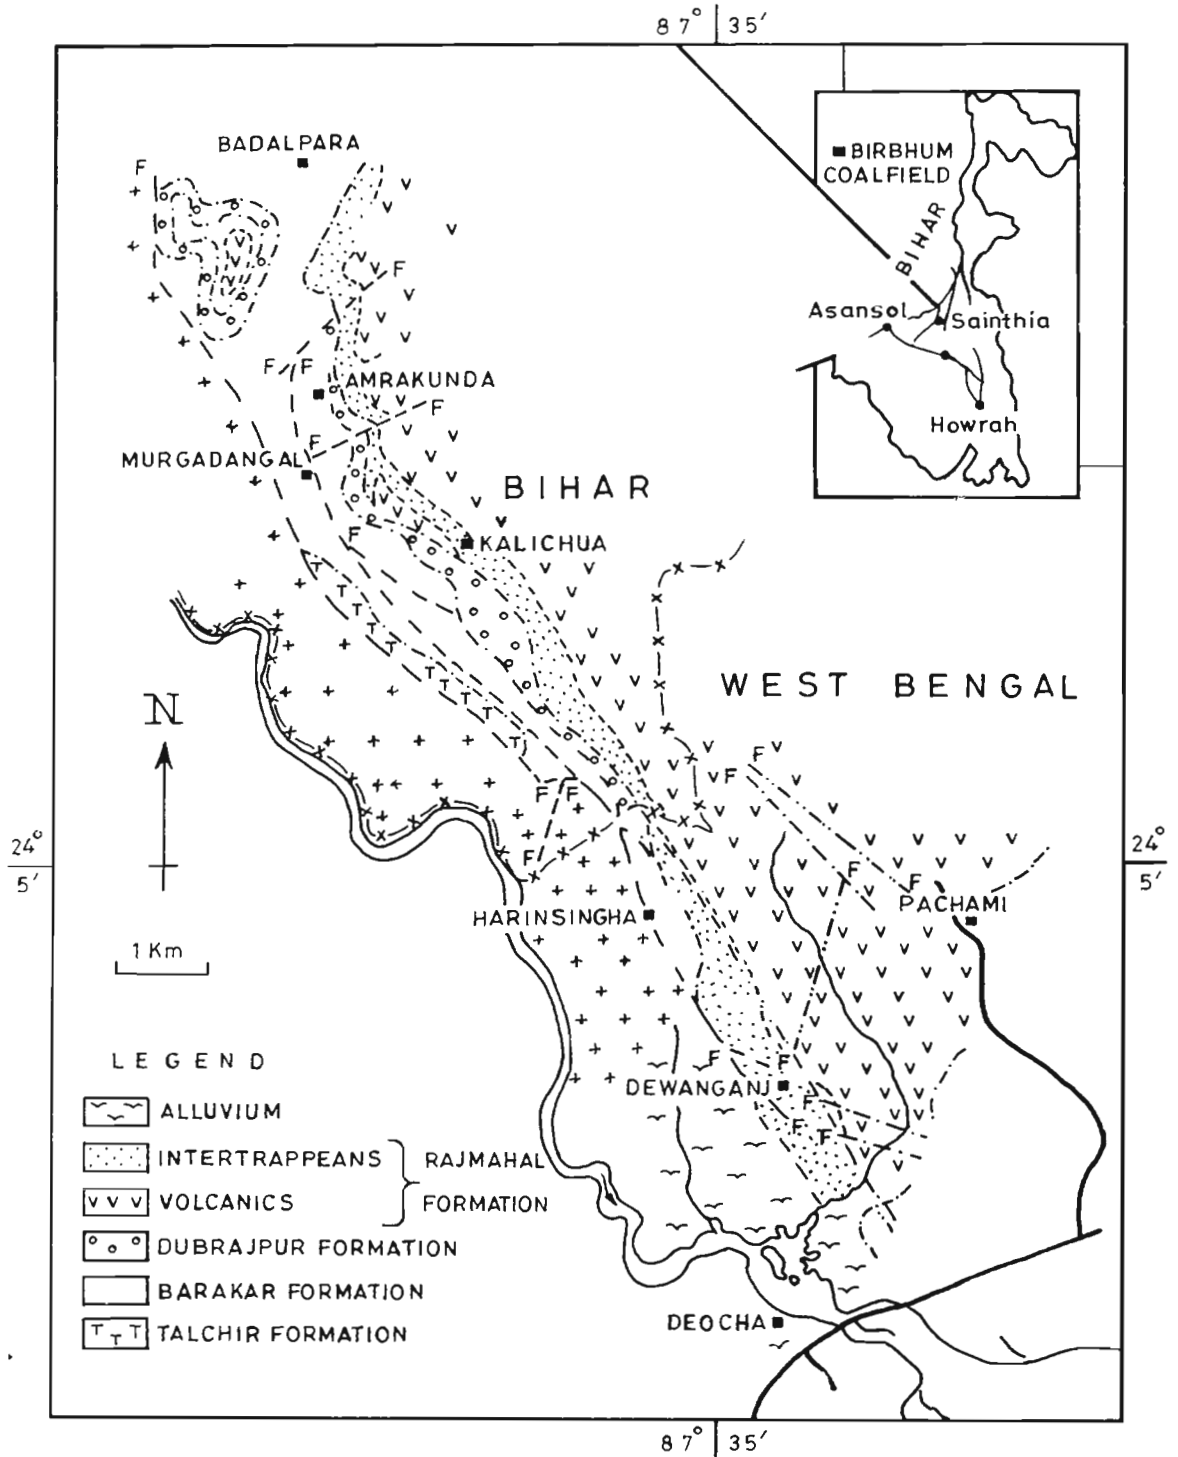 87° 35′
BADALPARA
F
BIRBHUM
COALFIELD
BIHAR
Asansol
Sainthia
Howrah
F
F F
AMRAKUNDA
F
F
MURGADANGAL
BIHAR
F
KALICHUA
WEST BENGAL
N
F
F
F F
24°
5′
24°
5′
F
F
F
PACHAMI
HARINSINGHA
1 Km
F
F
DEWANGANJ
F
F
F
LEGEND
ALLUVIUM
INTERTRAPPEANS
VOLCANICS
RAJMAHAL
FORMATION
DUBRAJPUR FORMATION
BARAKAR FORMATION
TALCHIR FORMATION
DEOCHA
87° 35′